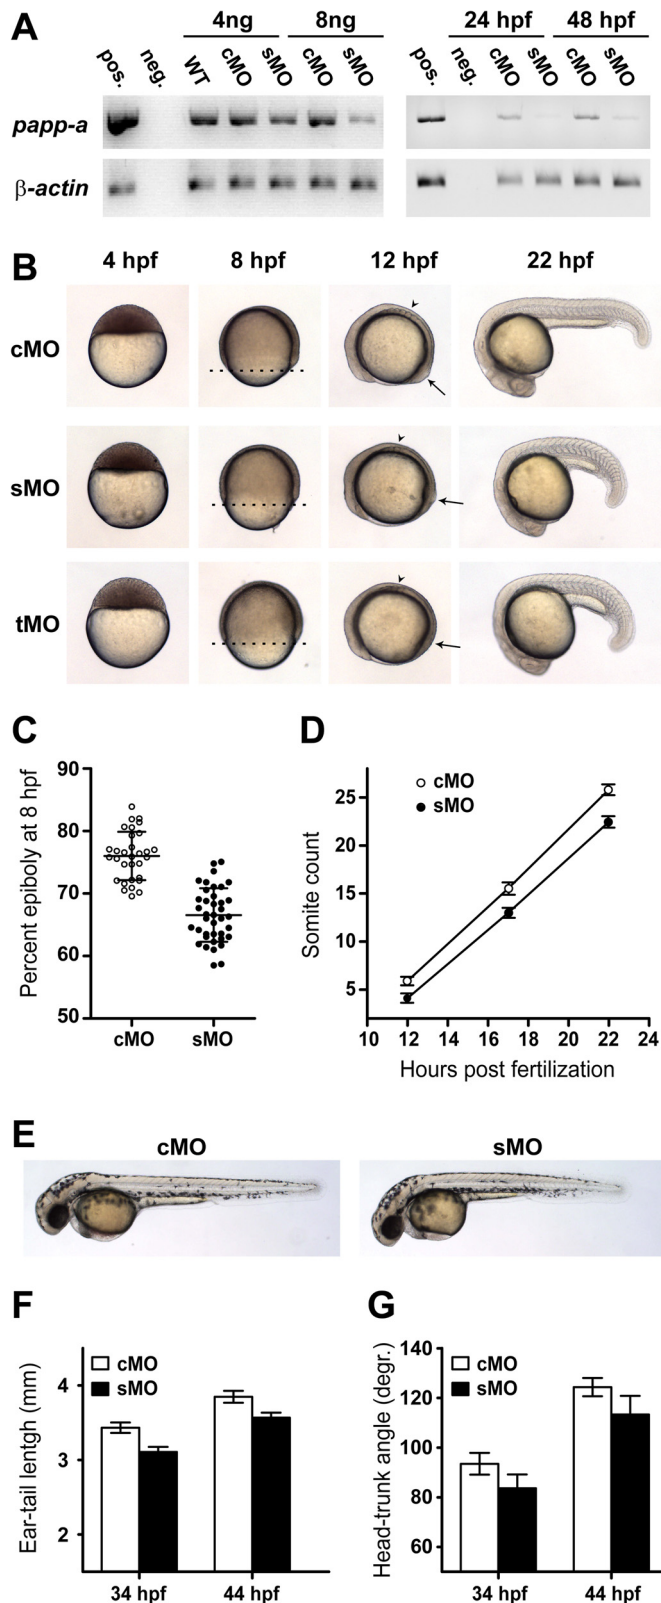 A
4ng 8ng 24 hpf 48 hpf
pos. neg. WT cMO sMO cMO sMO pos. neg. cMO sMO cMO sMO
papp-a
β-actin
B
4 hpf 8 hpf 12 hpf 22 hpf
cMO
sMO
tMO
C
Percent epiboly at 8 hpf
90
80
70
60
50
cMO sMO
D
Somite count
cMO
sMO
25
15
5
10 12 14 16 18 20 22 24
Hours post fertilization
E
cMO sMO
F
Ear-tail lentgh (mm)
cMO
sMO
4
3
2
34 hpf 44 hpf
G
Head-trunk angle (degr.)
140
120
100
80
60
cMO
sMO
34 hpf 44 hpf